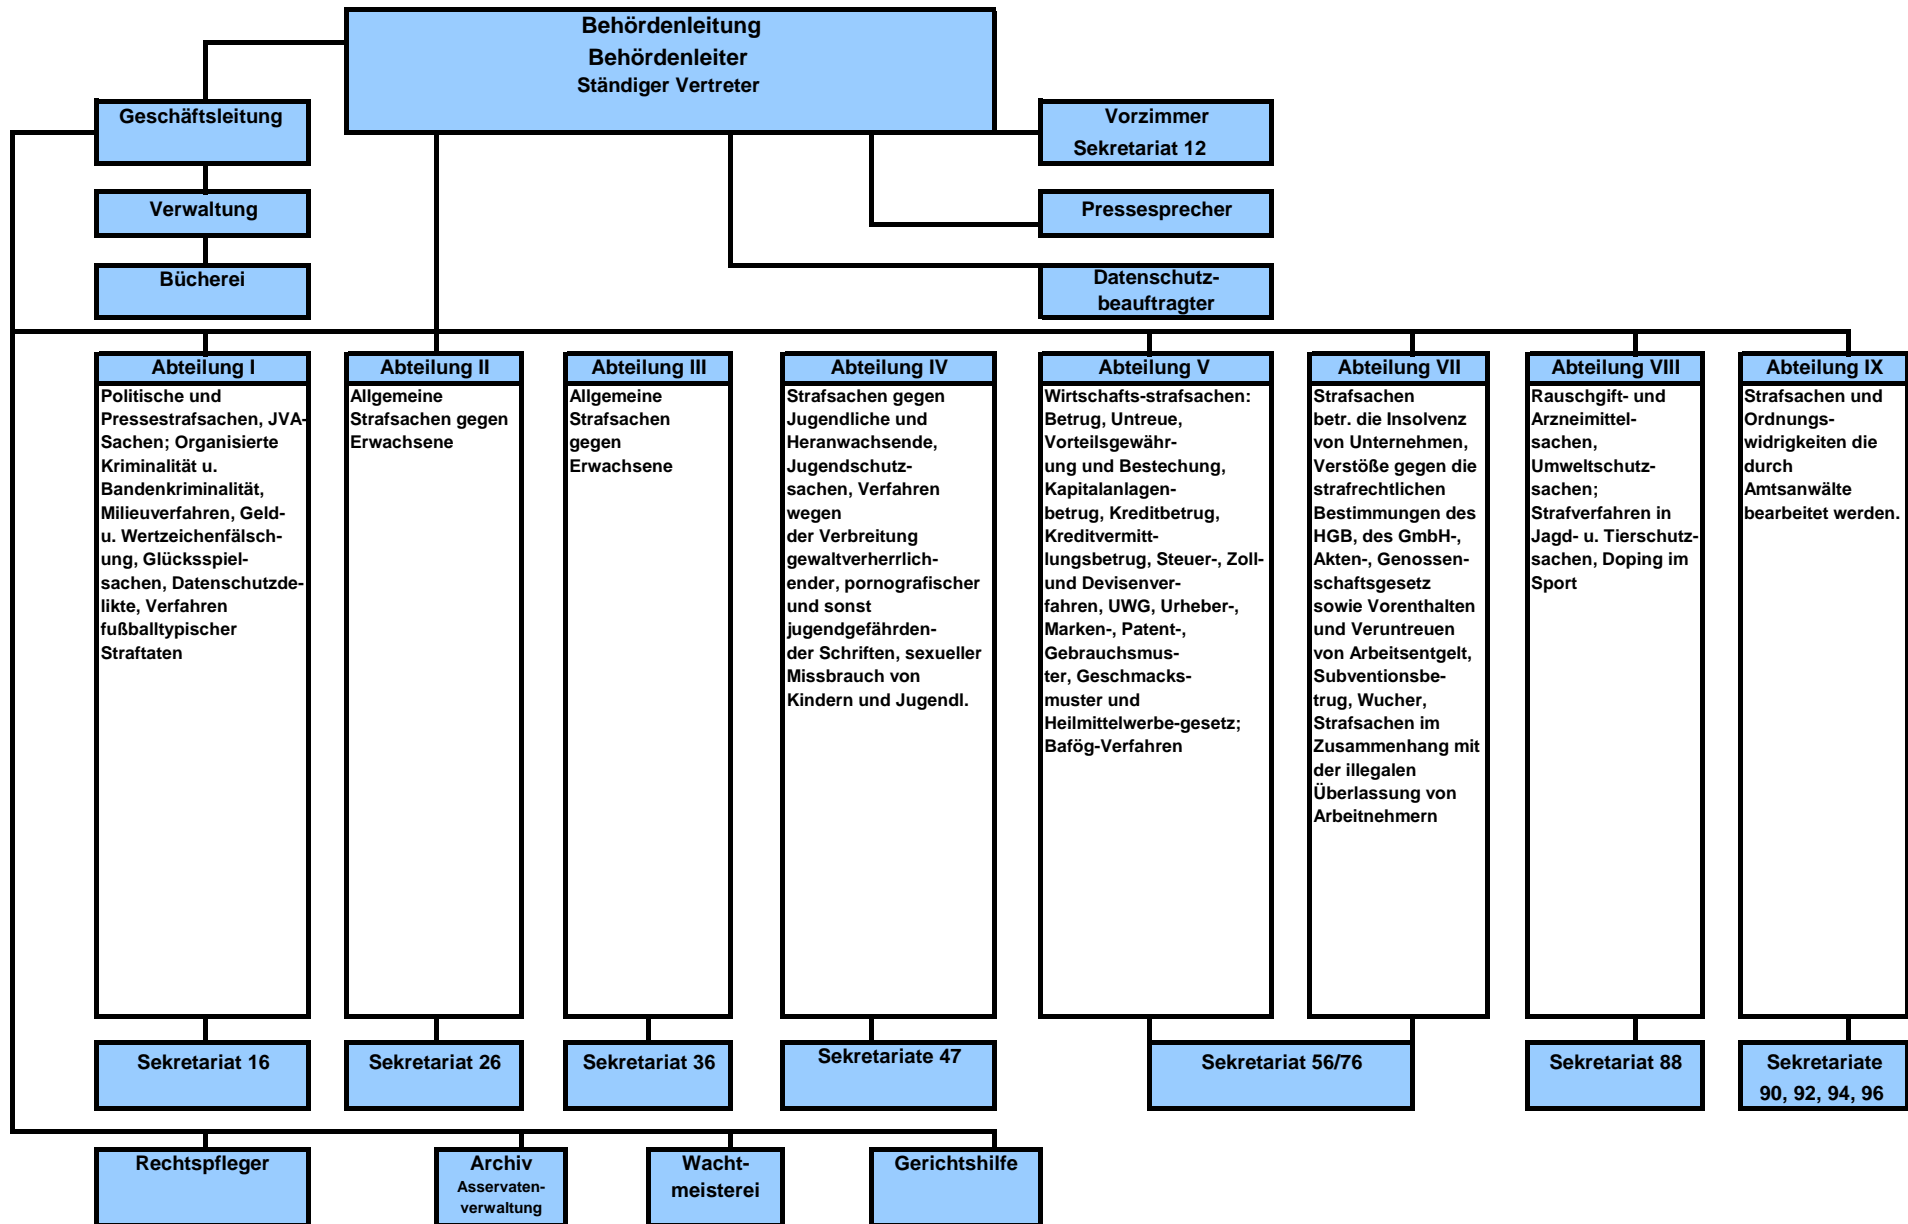 Behördenleitung
Behördenleiter
Ständiger Vertreter
Geschäftsleitung
Vorzimmer
Sekretariat 12
Verwaltung
Pressesprecher
Bücherei
Datenschutz-
beauftragter
Abteilung I
Politische und
Pressestrafsachen, JVA-
Sachen; Organisierte
Kriminalität u.
Bandenkriminalität,
Milieuverfahren, Geld-
u. Wertzeichenfälsch-
ung, Glücksspiel-
sachen, Datenschutzde-
likte, Verfahren
fußballtypischer
Straftaten
Abteilung II
Allgemeine
Strafsachen gegen
Erwachsene
Abteilung III
Allgemeine
Strafsachen
gegen
Erwachsene
Abteilung IV
Strafsachen gegen
Jugendliche und
Heranwachsende,
Jugendschutz-
sachen, Verfahren
wegen
der Verbreitung
gewaltverherrlich-
ender, pornografischer
und sonst
jugendgefährden-
der Schriften, sexueller
Missbrauch von
Kindern und Jugendl.
Abteilung V
Wirtschafts-strafsachen:
Betrug, Untreue,
Vorteilsgewähr-
ung und Bestechung,
Kapitalanlagen-
betrug, Kreditbetrug,
Kreditvermitt-
lungsbetrug, Steuer-, Zoll-
und Devisenver-
fahren, UWG, Urheber-,
Marken-, Patent-,
Gebrauchsmus-
ter, Geschmacks-
muster und
Heilmittelwerbe-gesetz;
Bafög-Verfahren
Abteilung VII
Strafsachen
betr. die Insolvenz
von Unternehmen,
Verstöße gegen die
strafrechtlichen
Bestimmungen des
HGB, des GmbH-,
Akten-, Genossen-
schaftsgesetz
sowie Vorenthalten
und Veruntreuen
von Arbeitsentgelt,
Subventionsbe-
trug, Wucher,
Strafsachen im
Zusammenhang mit
der illegalen
Überlassung von
Arbeitnehmern
Abteilung VIII
Rauschgift- und
Arzneimittel-
sachen,
Umweltschutz-
sachen;
Strafverfahren in
Jagd- u. Tierschutz-
sachen, Doping im
Sport
Abteilung IX
Strafsachen und
Ordnungs-
widrigkeiten die
durch
Amtsanwälte
bearbeitet werden.
Sekretariat 16
Sekretariat 26
Sekretariat 36
Sekretariate 47
Sekretariat 56/76
Sekretariat 88
Sekretariate
90, 92, 94, 96
Rechtspfleger
Archiv
Asservaten-
verwaltung
Wacht-
meisterei
Gerichtshilfe